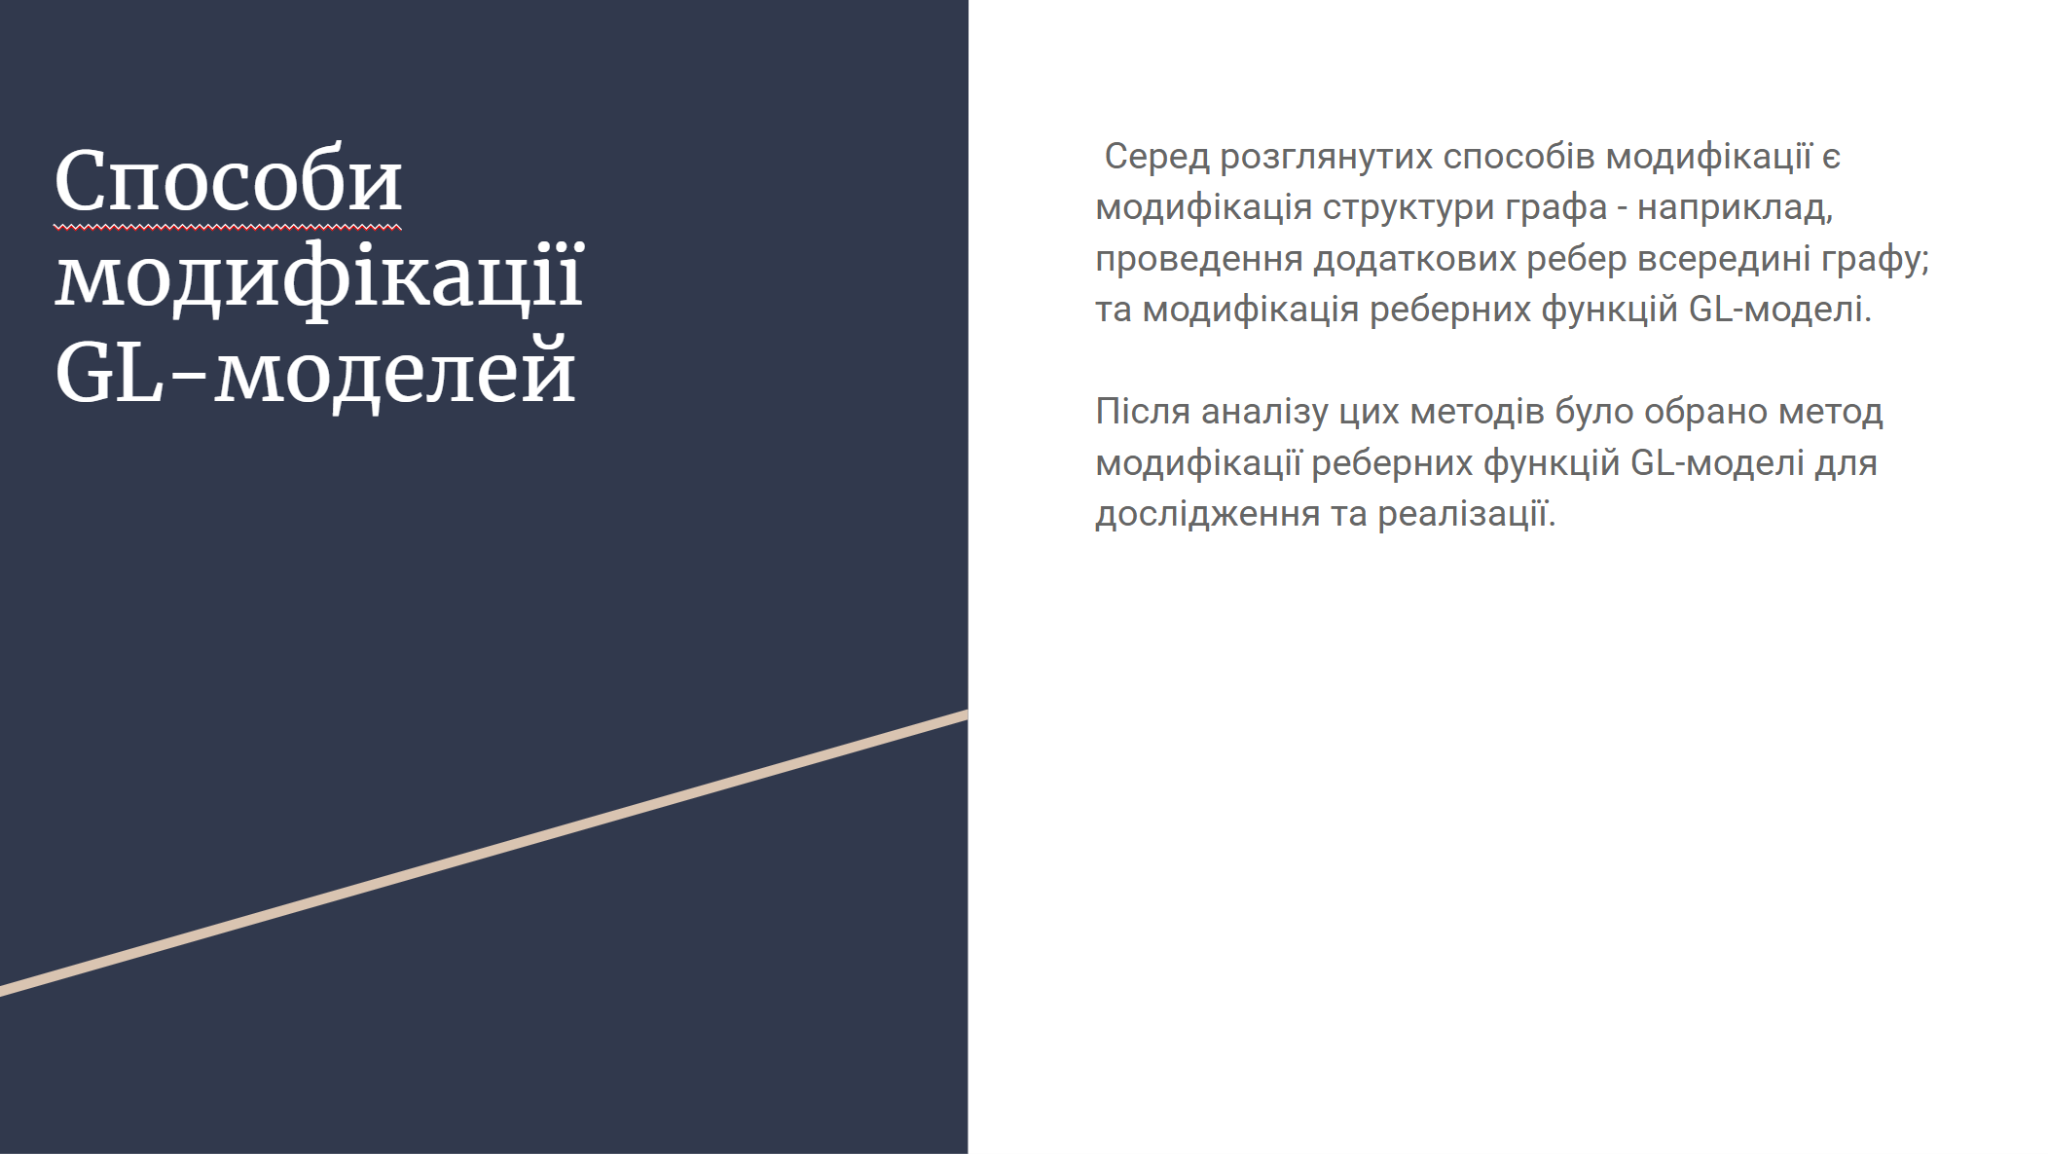 Способи
модифікації
GL-моделей
Серед розглянутих способів модифікації є
модифікація структури графа - наприклад,
проведення додаткових ребер всередині графу;
та модифікація реберних функцій GL-моделі.
Після аналізу цих методів було обрано метод
модифікації реберних функцій GL-моделі для
дослідження та реалізації.